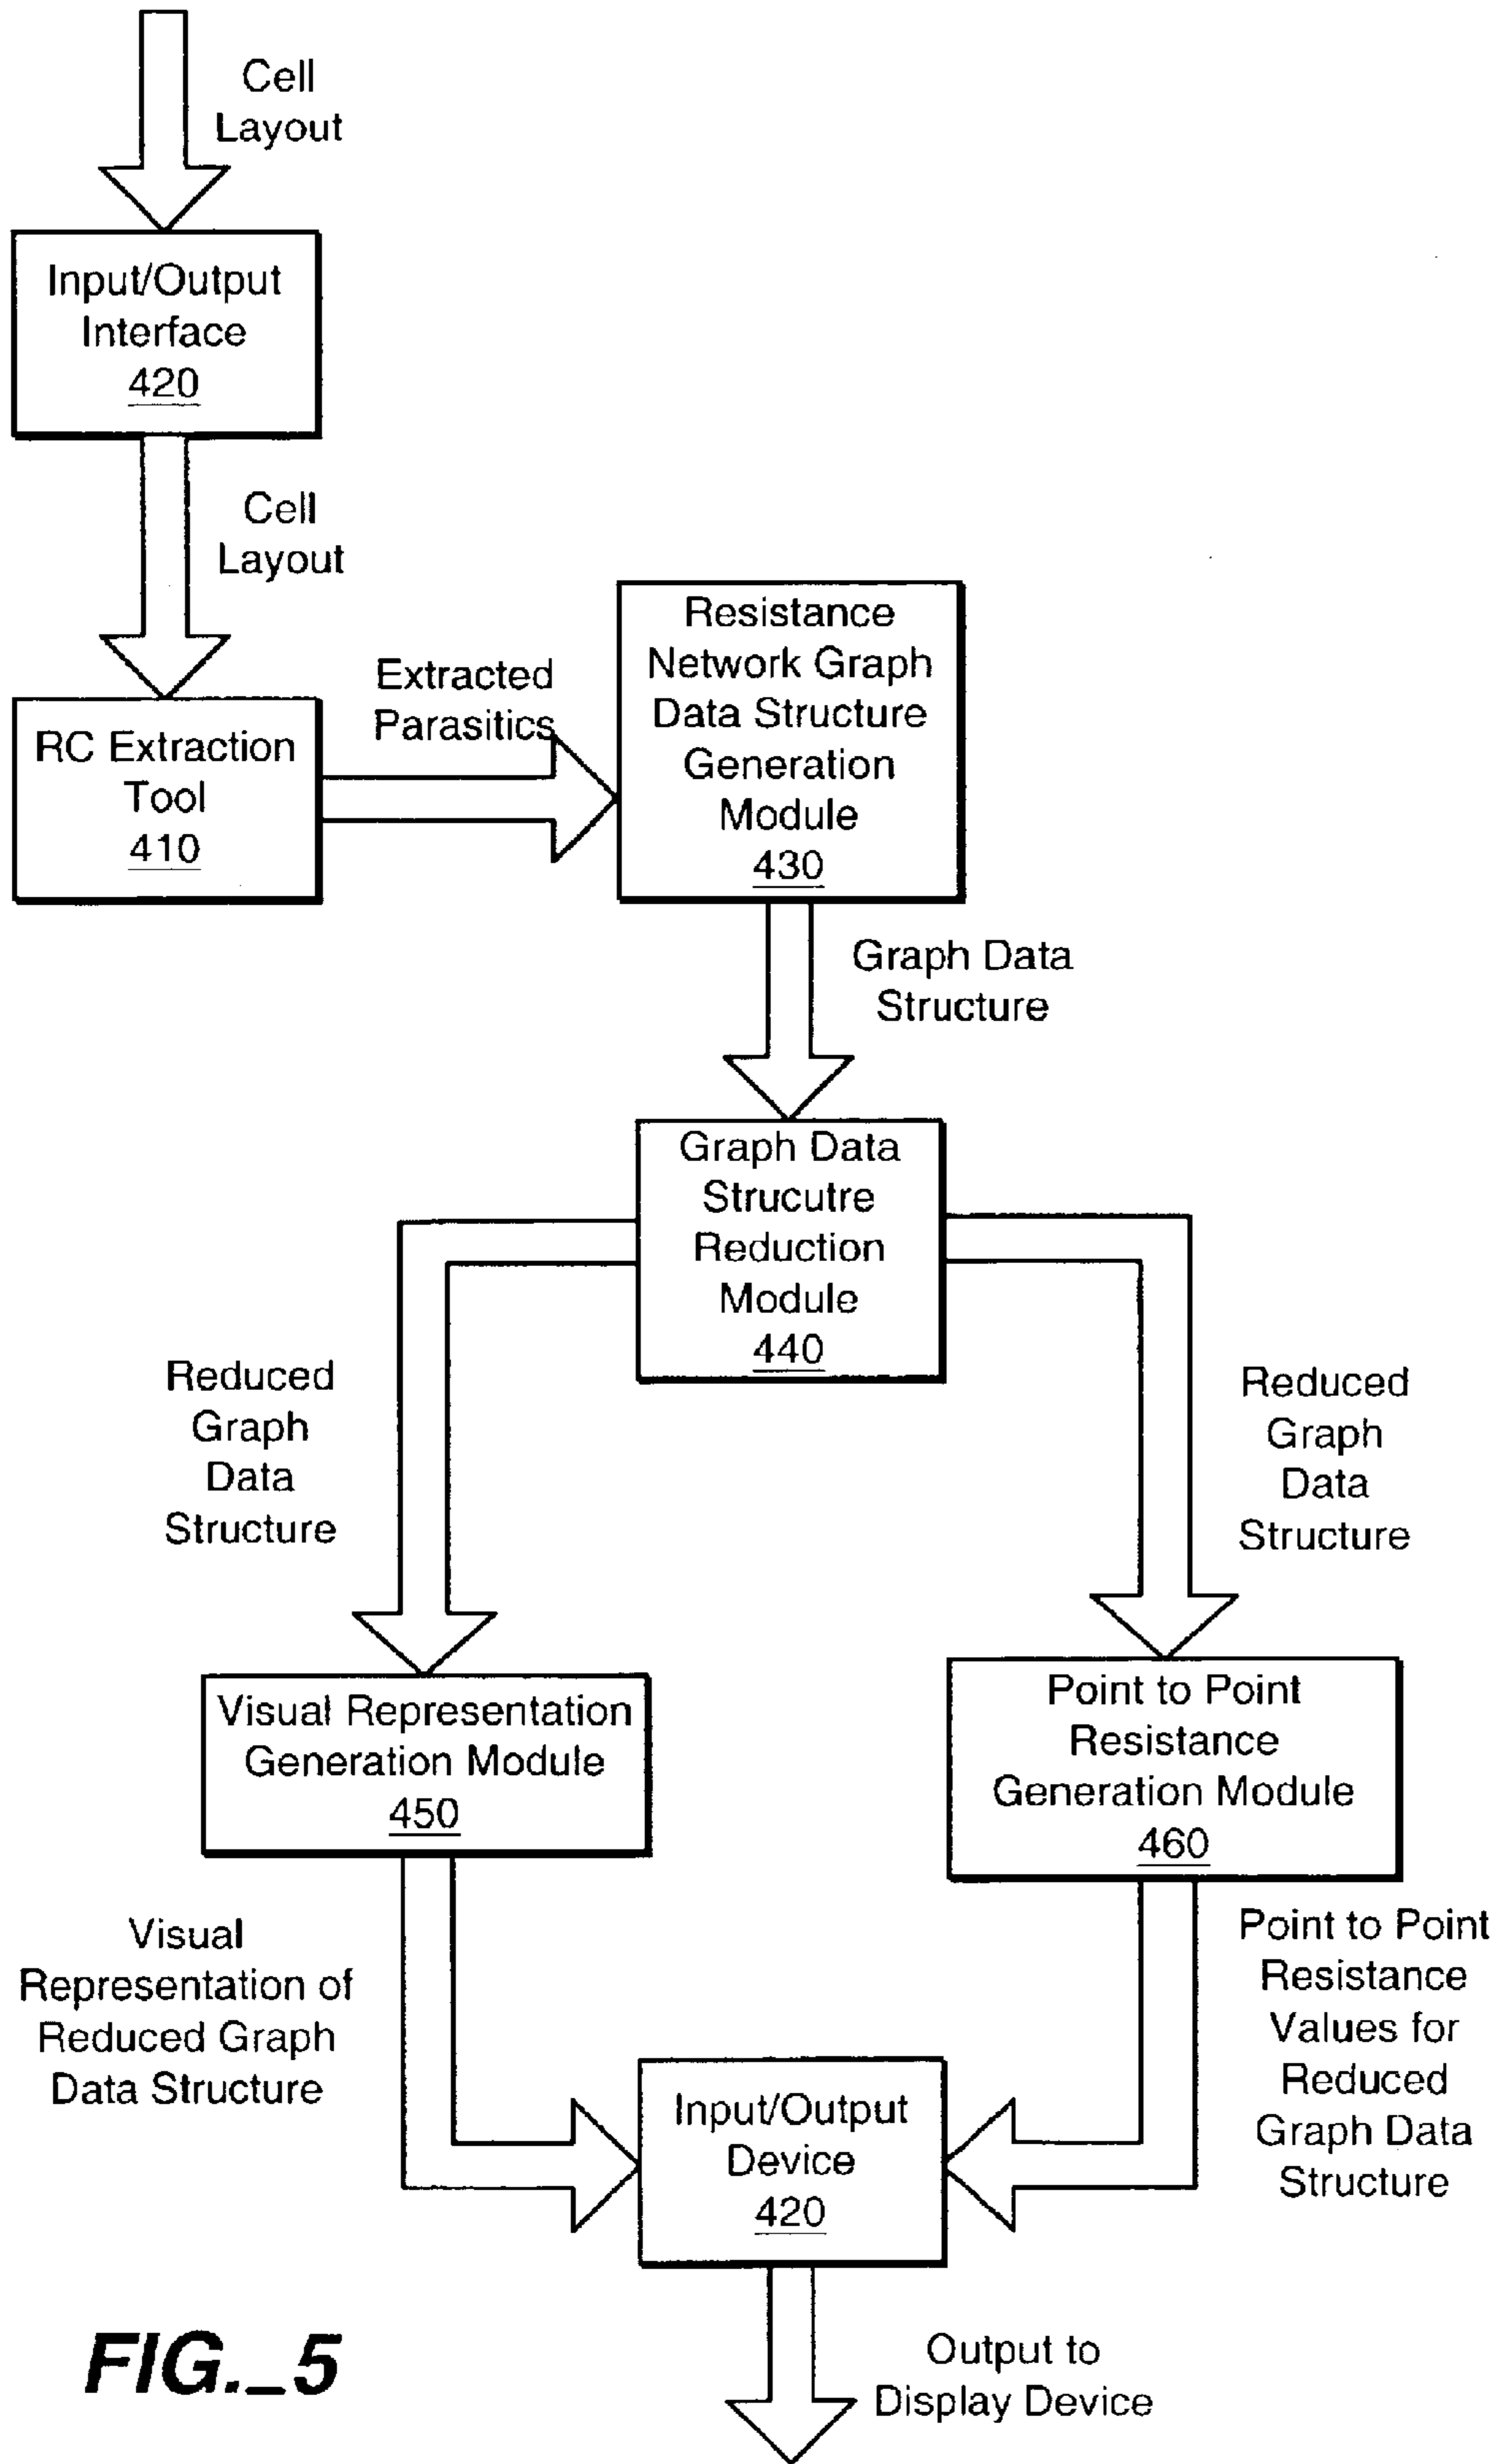 Cell
Layout
Input/Output
Interface
420
Cell
Layout
RC Extraction
Tool
410
Extracted
Parasitics
Resistance
Network Graph
Data Structure
Generation
Module
430
Graph Data
Structure
Graph Data
Strucutre
Reduction
Module
440
Reduced
Graph
Data
Structure
Reduced
Graph
Data
Structure
Visual Representation
Generation Module
450
Point to Point
Resistance
Generation Module
460
Visual
Representation of
Reduced Graph
Data Structure
Point to Point
Resistance
Values for
Reduced
Graph Data
Structure
Input/Output
Device
420
Output to
Display Device
FIG._5